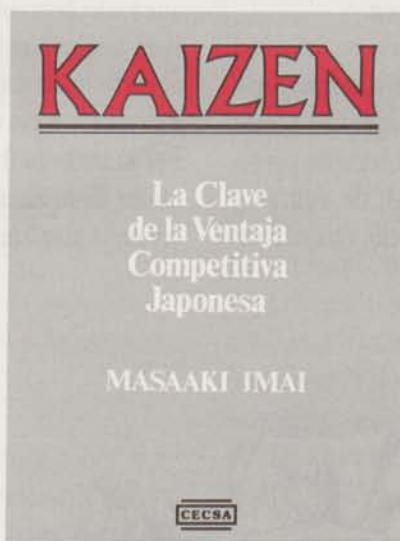 KAIZEN
La Clave
de la Ventaja
Competitiva
Japonesa
MASAAKI IMAI
CECSA